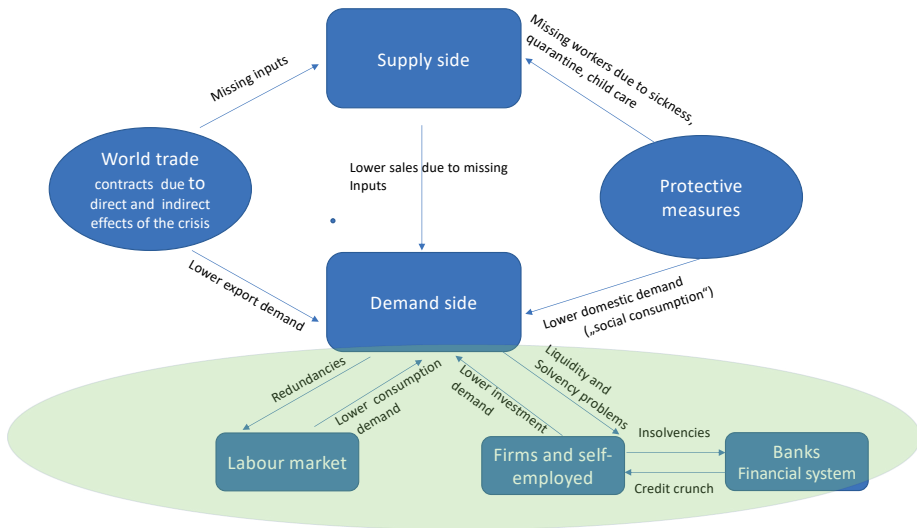 Supply side
Missing inputs
Missing workers due to sickness,
quarantine, child care
World trade
contracts due to
direct and indirect
effects of the crisis
Lower sales due to missing
Inputs
Protective
measures
Lower export demand
Demand side
Lower domestic demand
(„social consumption“)
Redundancies
Lower consumption
demand
Lower investment
demand
Liquidity and
Solvency problems
Labour market
Firms and self-
employed
Insolvencies
Credit crunch
Banks
Financial system